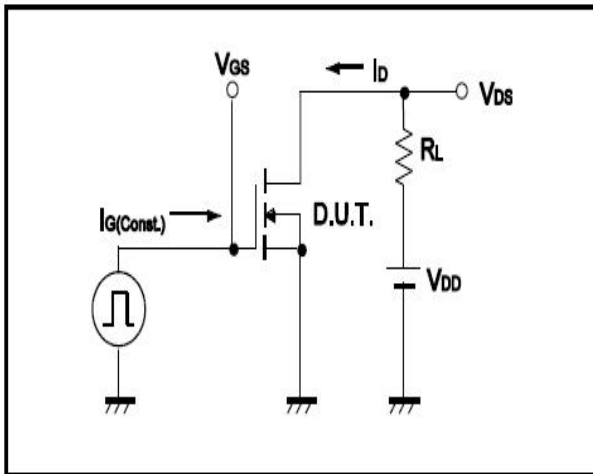 VGS
ID
VDS
RL
IG(Const.)
D.U.T.
VDD